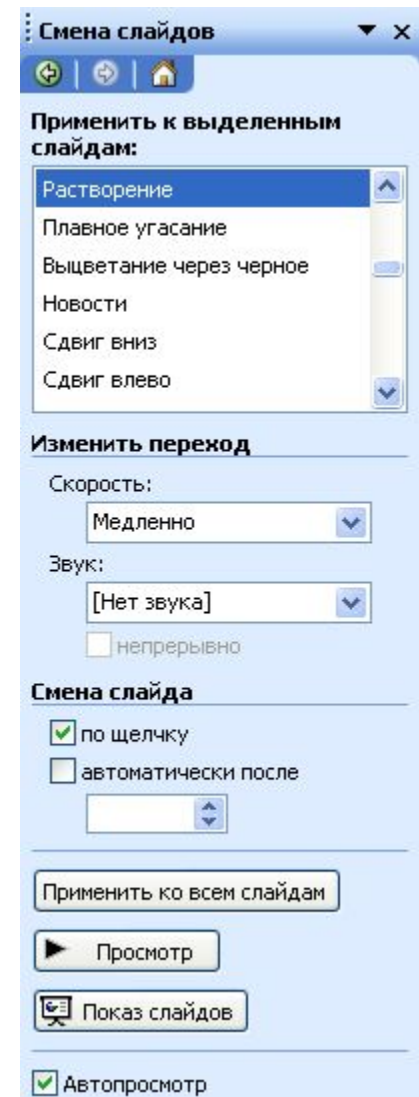 Смена слайдов
Применить к выделенным
слайдам:
Растворение
Плавное угасание
Выцветание через черное
Новости
Сдвиг вниз
Сдвиг влево
Изменить переход
Скорость:
Медленно
Звук:
[Нет звука]
непрерывно
Смена слайда
по щелчку
автоматически после
Применить ко всем слайдам
Просмотр
Показ слайдов
Автопросмотр